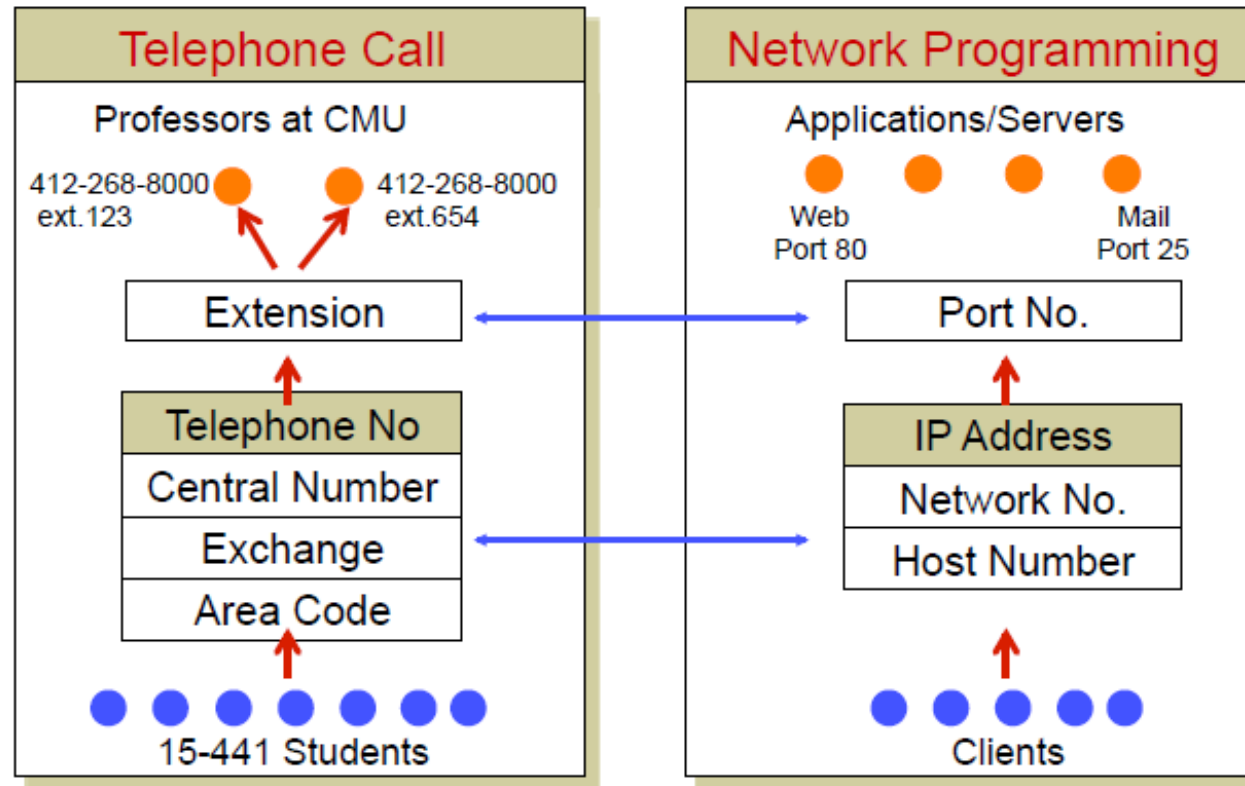 Telephone Call
Professors at CMU
412-268-8000
ext.123
412-268-8000
ext.654
Extension
Telephone No
Central Number
Exchange
Area Code
15-441 Students
Network Programming
Applications/Servers
Web
Port 80
Mail
Port 25
Port No.
IP Address
Network No.
Host Number
Clients